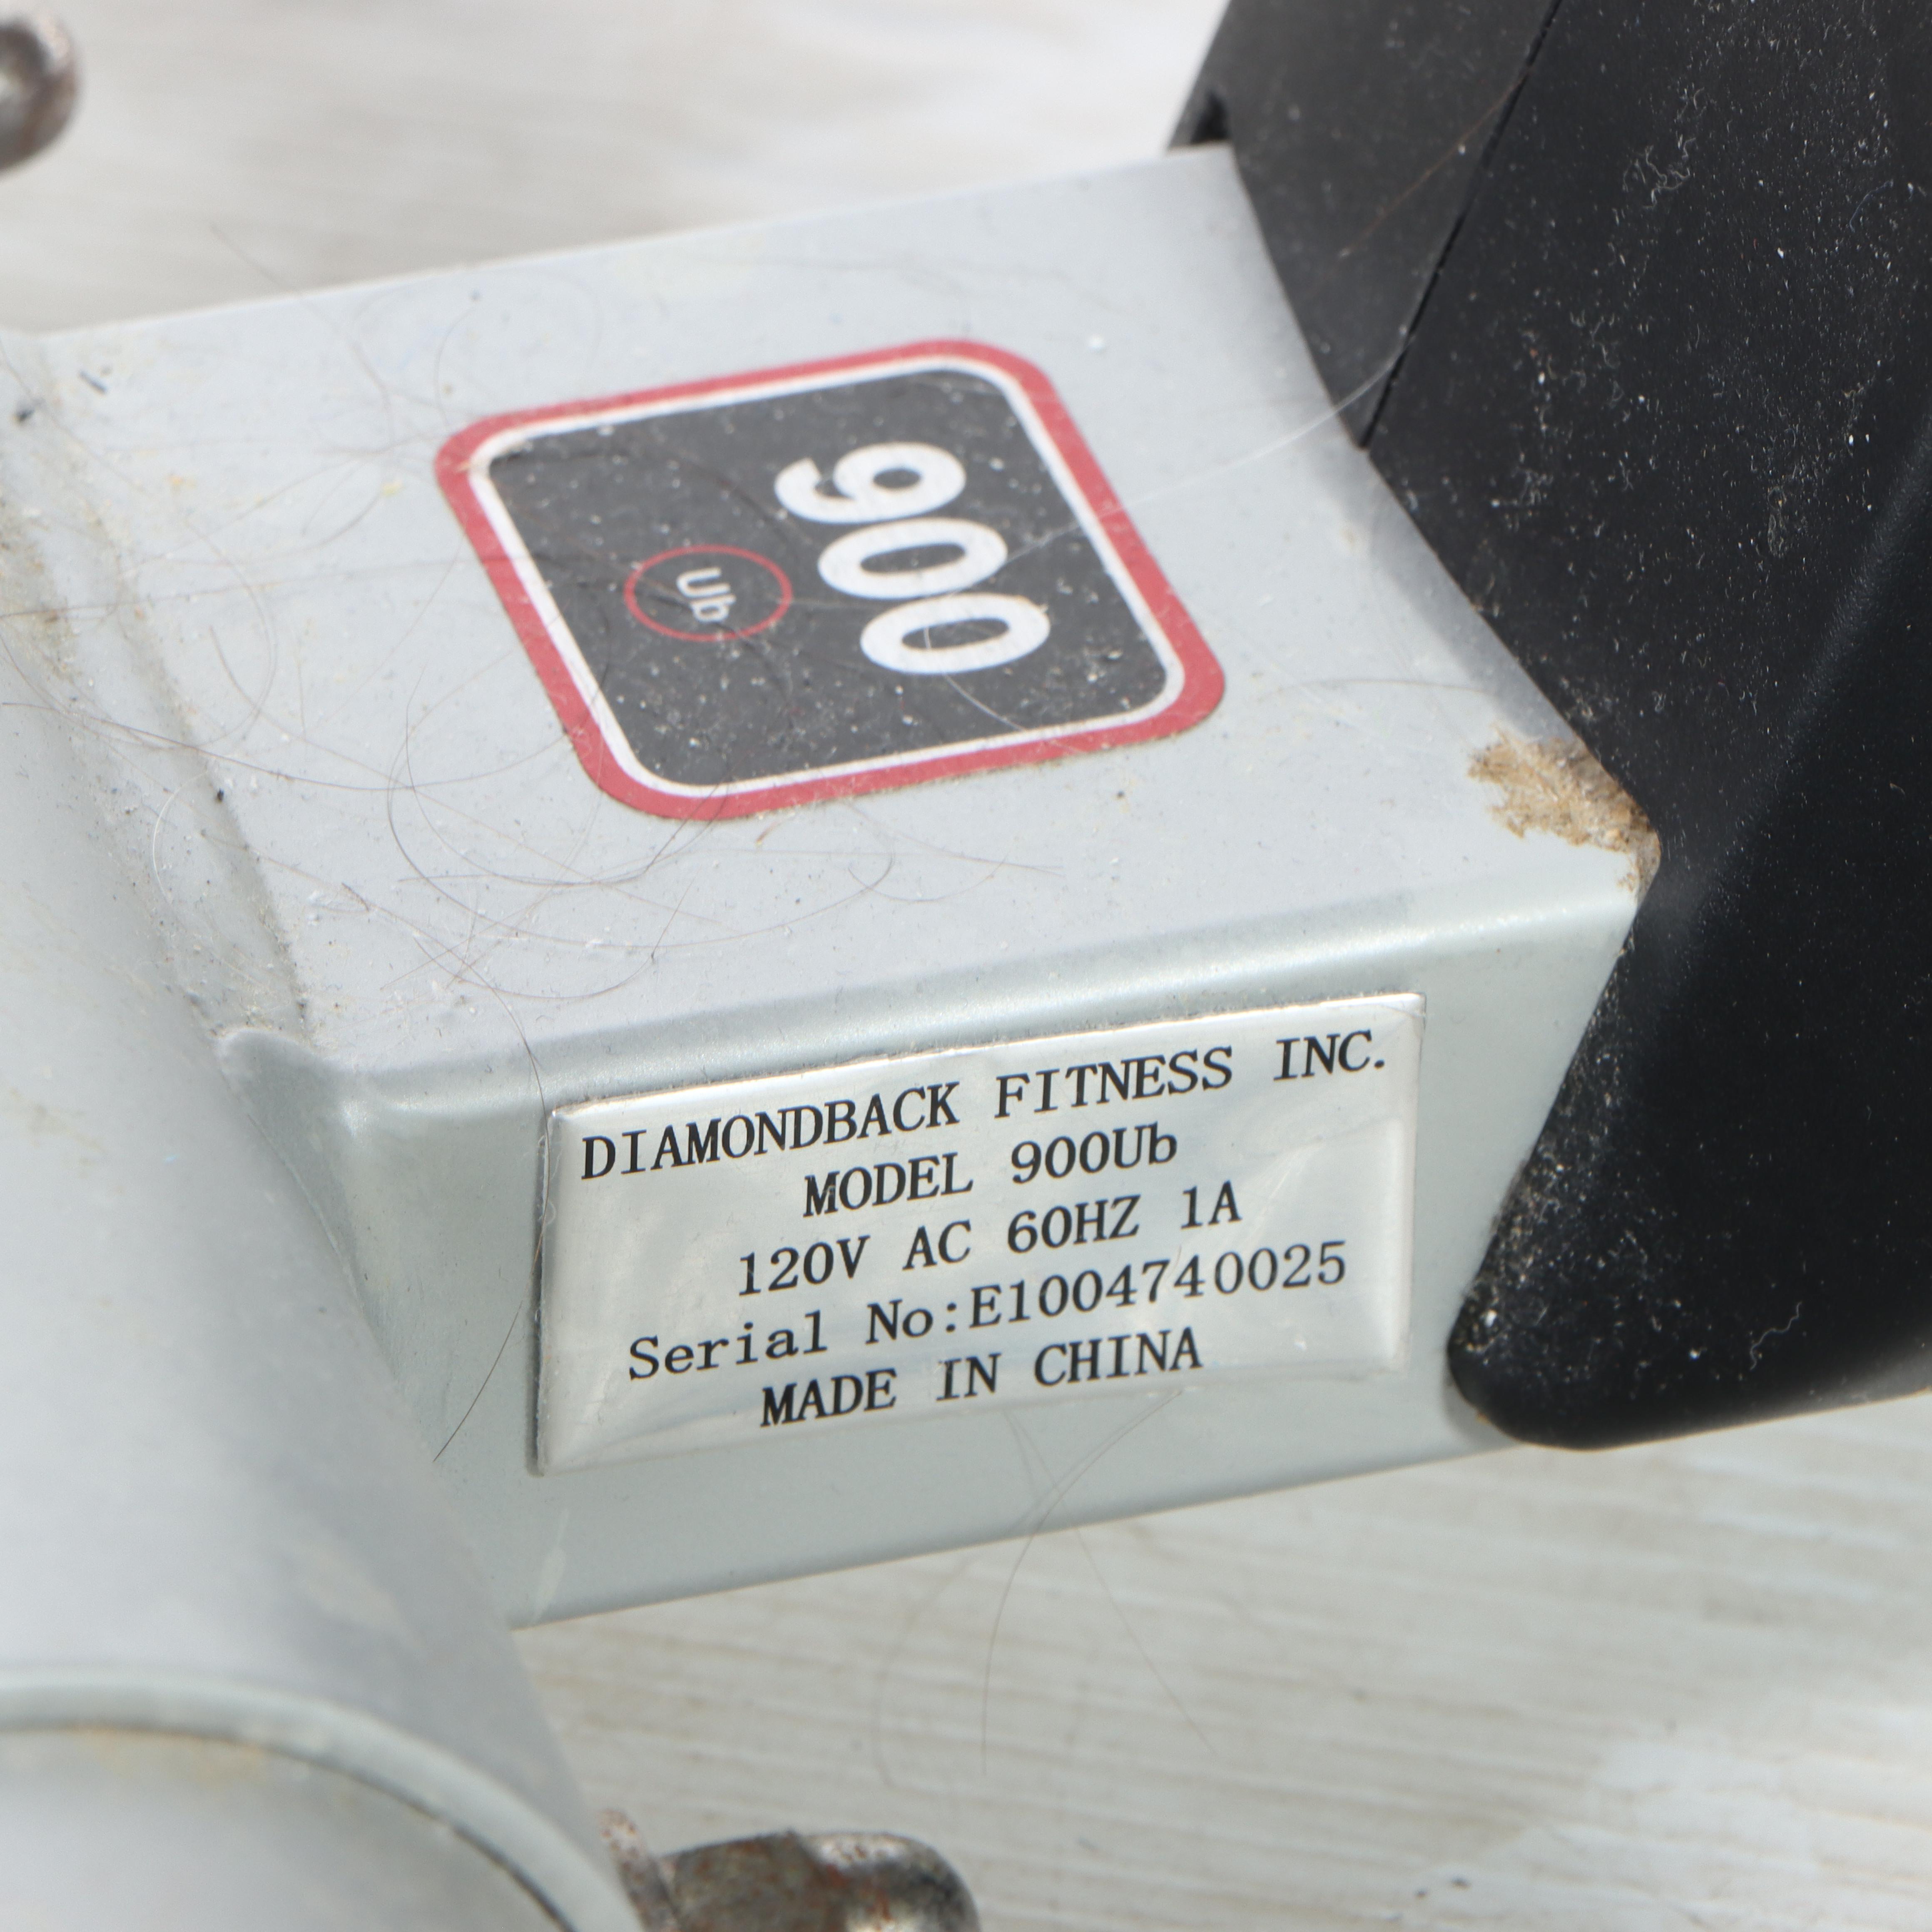 900
Ub
DIAMONDBACK FITNESS INC.
MODEL 900Ub
120V AC 60HZ 1A
Serial No:E1004740025
MADE IN CHINA